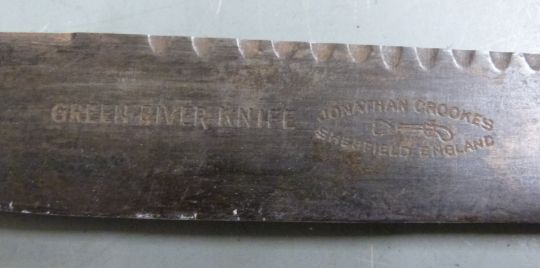 GREEN RIVER KNIFE
JONATHAN CROOKES
SHEFFIELD ENGLAND